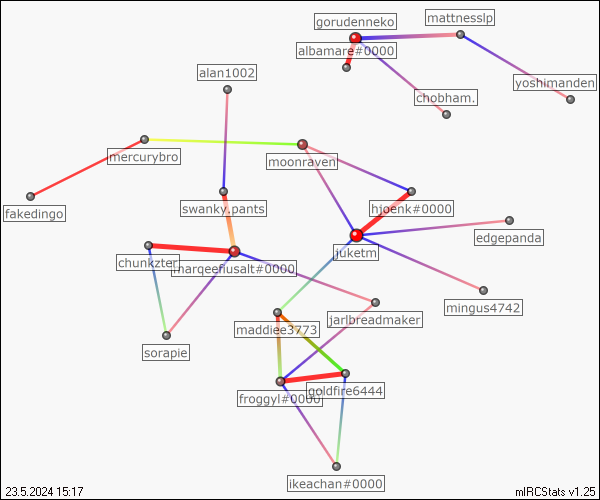 gorudenneko
mattnesslp
albamare#0000
alan1002
yoshimanden
chobham.
mercurybro
moonraven
swanky.pants
hjoenk#0000
fakedingo
edgepanda
juketm
chunkzter
marqeefiusalt#0000
mingus4742
jarlbreadmaker
maddiee3773
sorapie
goldfire6444
froggyl#0000
ikeachan#0000
23.5.2024 15:17
mIRCStats v1.25